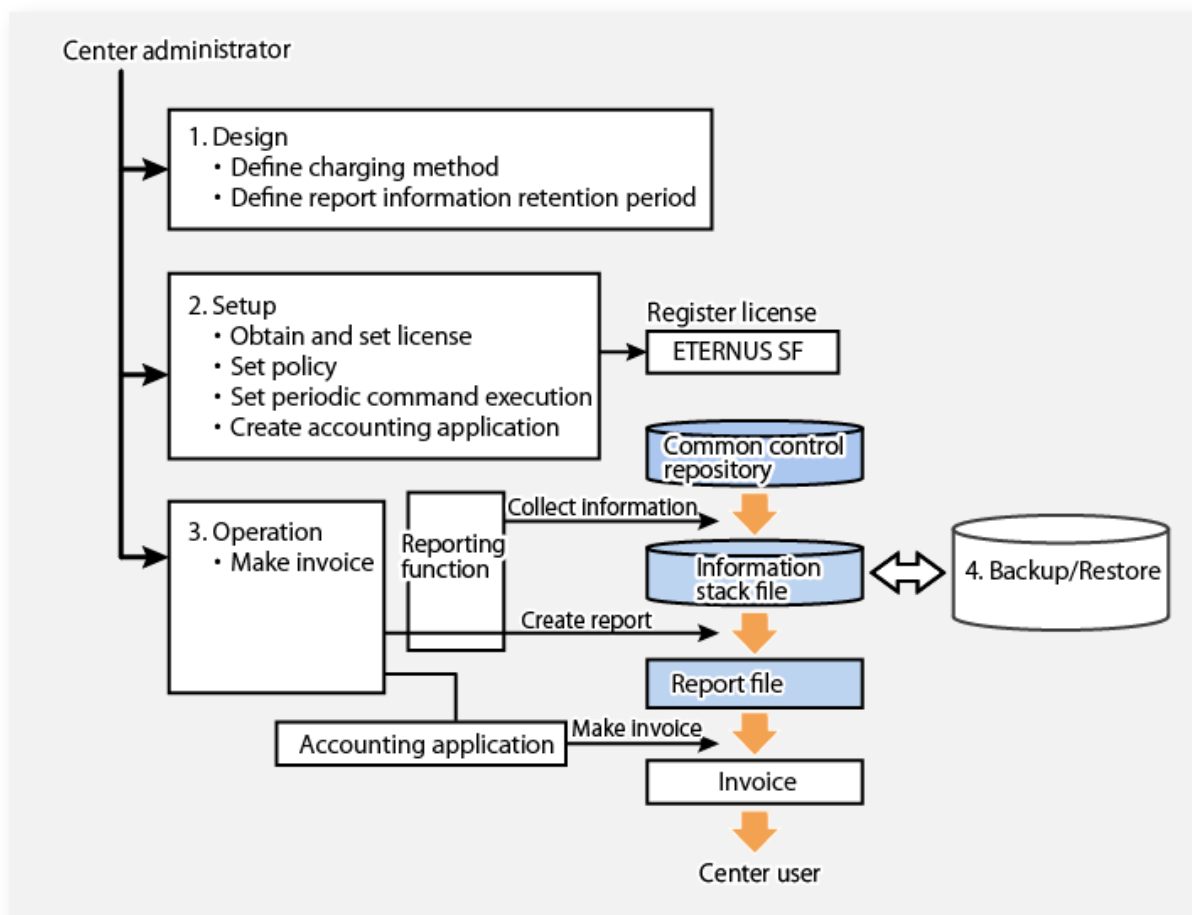 Center administrator
1. Design
・Define charging method
・Define report information retention period
2. Setup
・Obtain and set license
・Set policy
・Set periodic command execution
・Create accounting application
Register license
ETERNUS SF
Common control
repository
3. Operation
・Make invoice
Reporting
function
Collect information
Information
stack file
4. Backup/Restore
Create report
Report file
Accounting application
Make invoice
Invoice
Center user